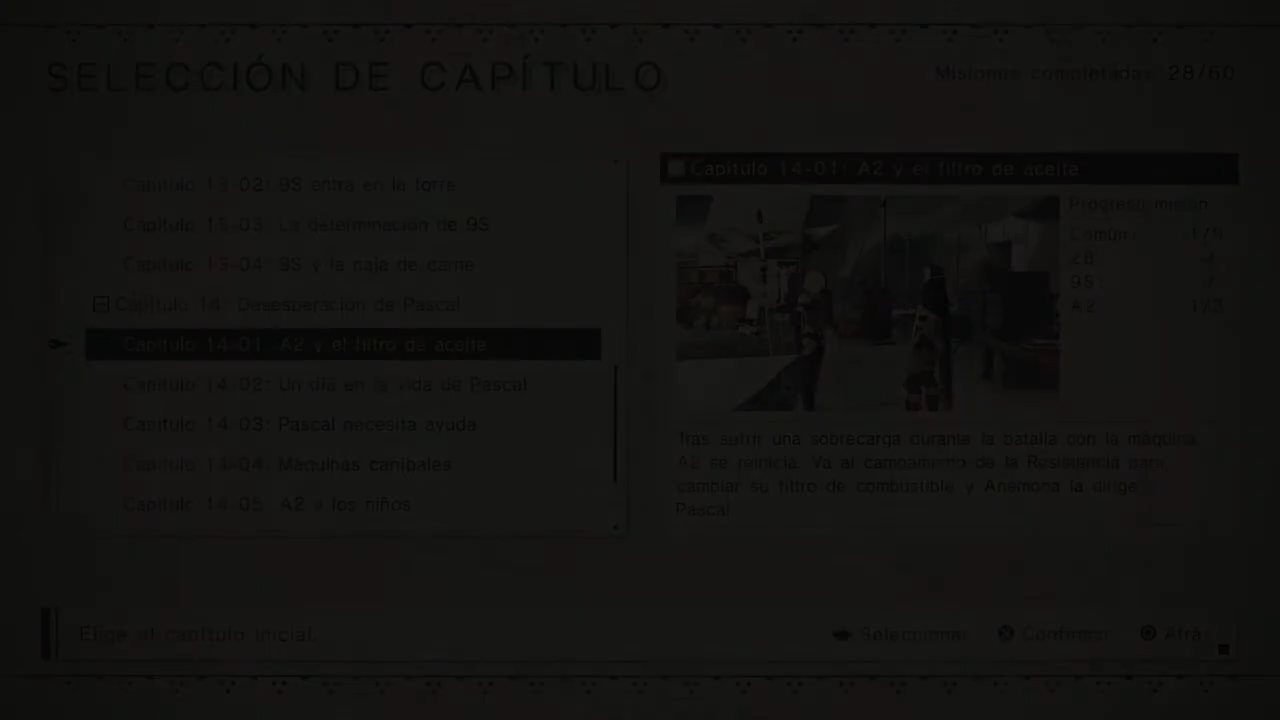 SELECCIÓN DE CAPÍTULO
Misiones completadas: 28/60
Capítulo 13-02: 9S entra en la torre
Capítulo 13-03: La determinación de 9S
Capítulo 13-04: 9S y la caja de carne
Capítulo 14: Desesperación de Pascal
Capítulo 14-01: A2 y el filtro de aceite
Capítulo 14-02: Un día en la vida de Pascal
Capítulo 14-03: Pascal necesita ayuda
Capítulo 14-04: Máquinas caníbales
Capítulo 14-05: A2 y los niños
Capítulo 14-01: A2 y el filtro de aceite
Progreso misión
Común:
2B:
9S:
A2: 1/3
Tras sufrir una sobrecarga durante la batalla con la máquina,
A2 se reinicia. Va al campamento de la Resistencia para
cambiar su filtro de combustible y Anemona la dirige
Pascal.
Elige el capítulo inicial.
Seleccionar
Confirmar
Atrás